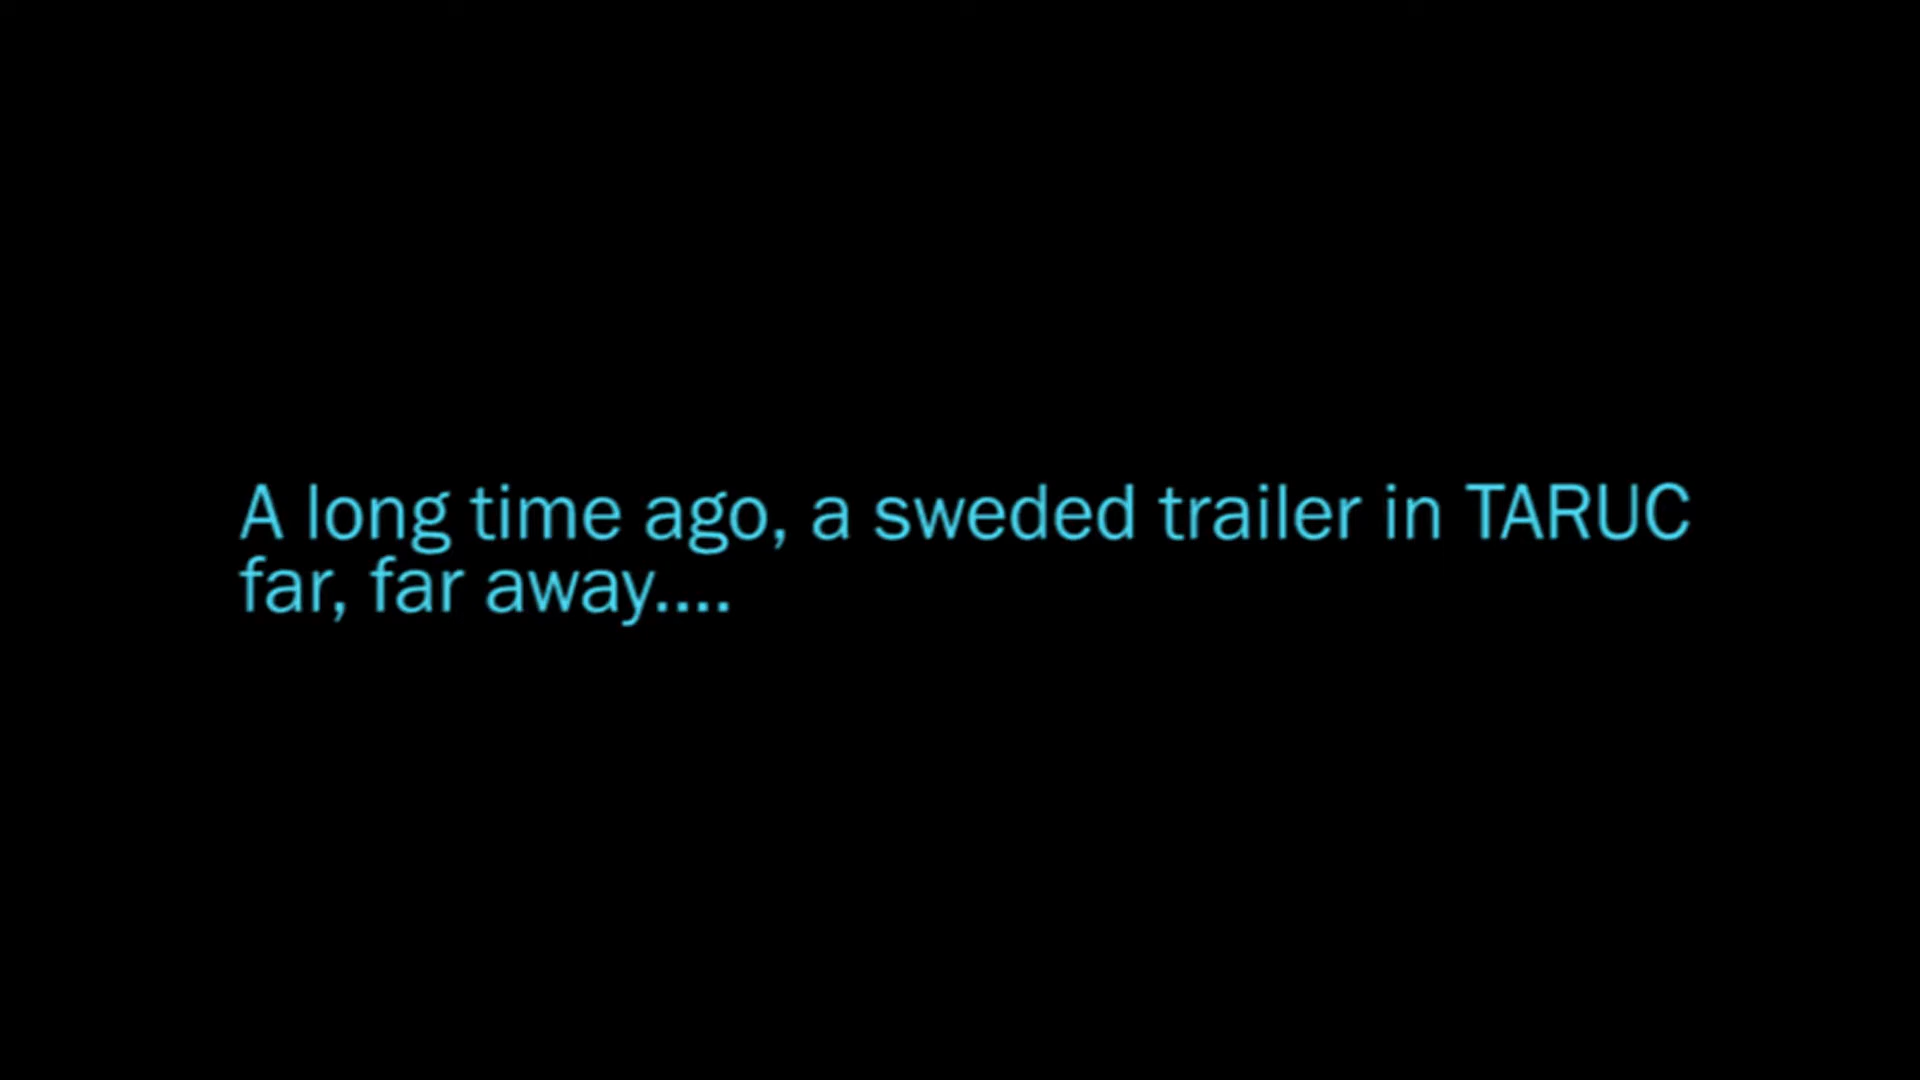 A long time ago, a sweded trailer in TARUC
far, far away....